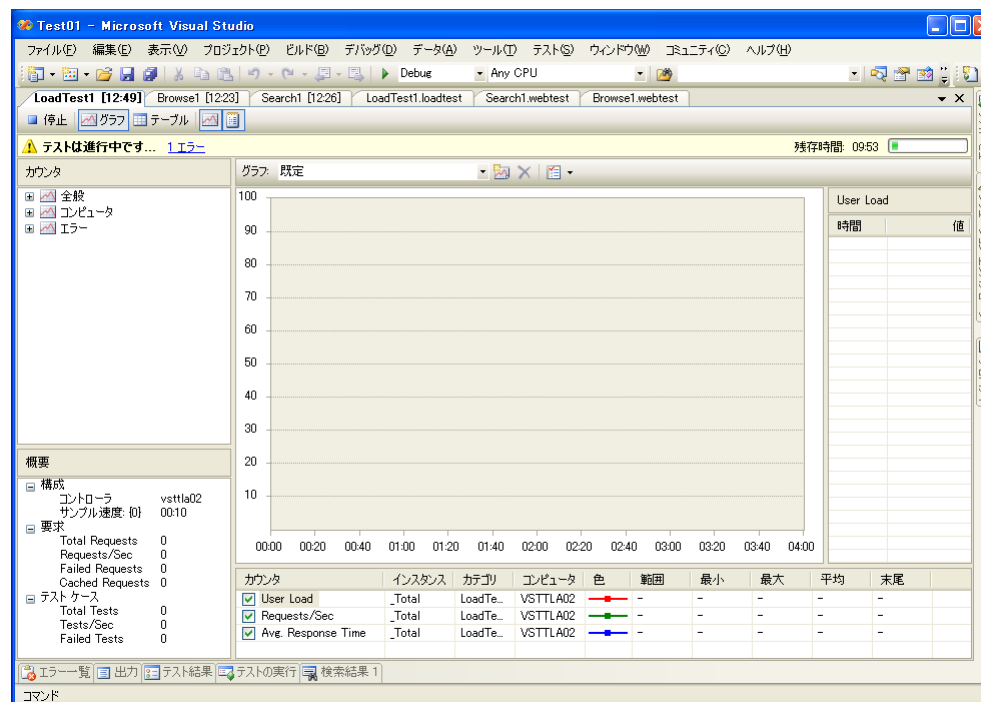 Test01 - Microsoft Visual Studio
ファイル(F) 編集(E) 表示(V) プロジェクト(P) ビルド(B) デバッグ(D) データ(A) ツール(T) テスト(S) ウィンドウ(W) コミュニティ(C) ヘルプ(H)
Debug Any CPU
LoadTest1 [12:49] Browse1 [12:23] Search1 [12:26] LoadTest1.loadtest Search1.webtest Browse1.webtest
停止 グラフ テーブル
テストは進行中です... 1 エラー 残存時間: 09:53
カウンタ
全般
コンピュータ
エラー
グラフ: 既定
100
90
80
70
60
50
40
30
20
10
00:00 00:20 00:40 01:00 01:20 01:40 02:00 02:20 02:40 03:00 03:20 03:40 04:00
User Load
時間 値
概要
構成
コントローラ vsttla02
サンプル速度: {0} 00:10
要求
Total Requests 0
Requests/Sec 0
Failed Requests 0
Cached Requests 0
テスト ケース
Total Tests 0
Tests/Sec 0
Failed Tests 0
カウンタ インスタンス カテゴリ コンピュータ 色 範囲 最小 最大 平均 末尾
User Load _Total LoadTe... VSTTLA02 - - - - -
Requests/Sec _Total LoadTe... VSTTLA02 - - - - -
Avg. Response Time _Total LoadTe... VSTTLA02 - - - - -
エラー一覧 出力 テスト結果 テストの実行 検索結果 1
コマンド